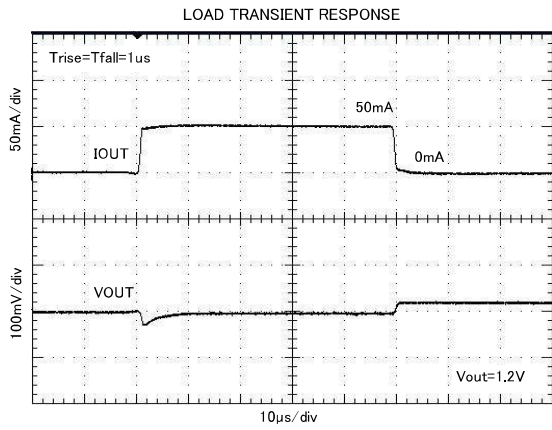 LOAD TRANSIENT RESPONSE
Trise=Tfall=1us
50mA/div
50mA
IOUT
0mA
VOUT
100mV/div
Vout=1.2V
10μs/div